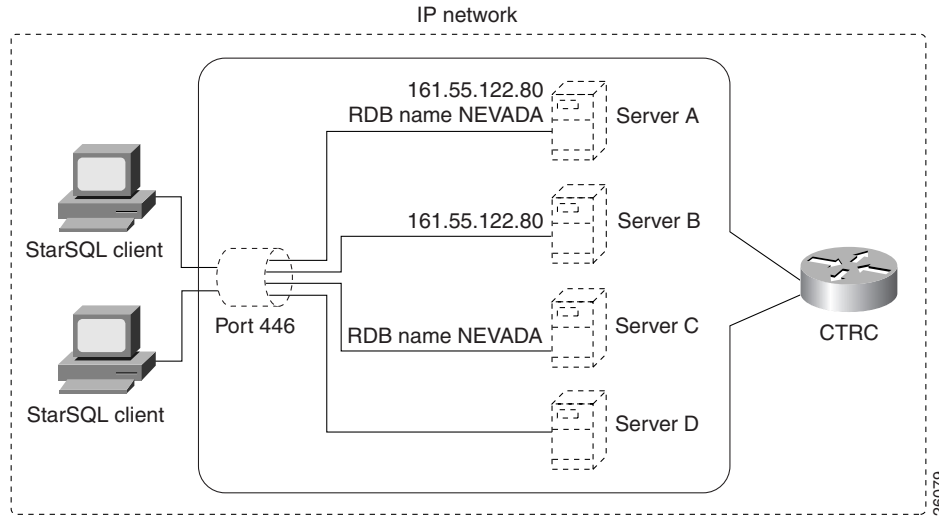 IP network
161.55.122.80
RDB name NEVADA
Server A
StarSQL client
161.55.122.80
Server B
Port 446
RDB name NEVADA
Server C
CTRC
StarSQL client
Server D
26079